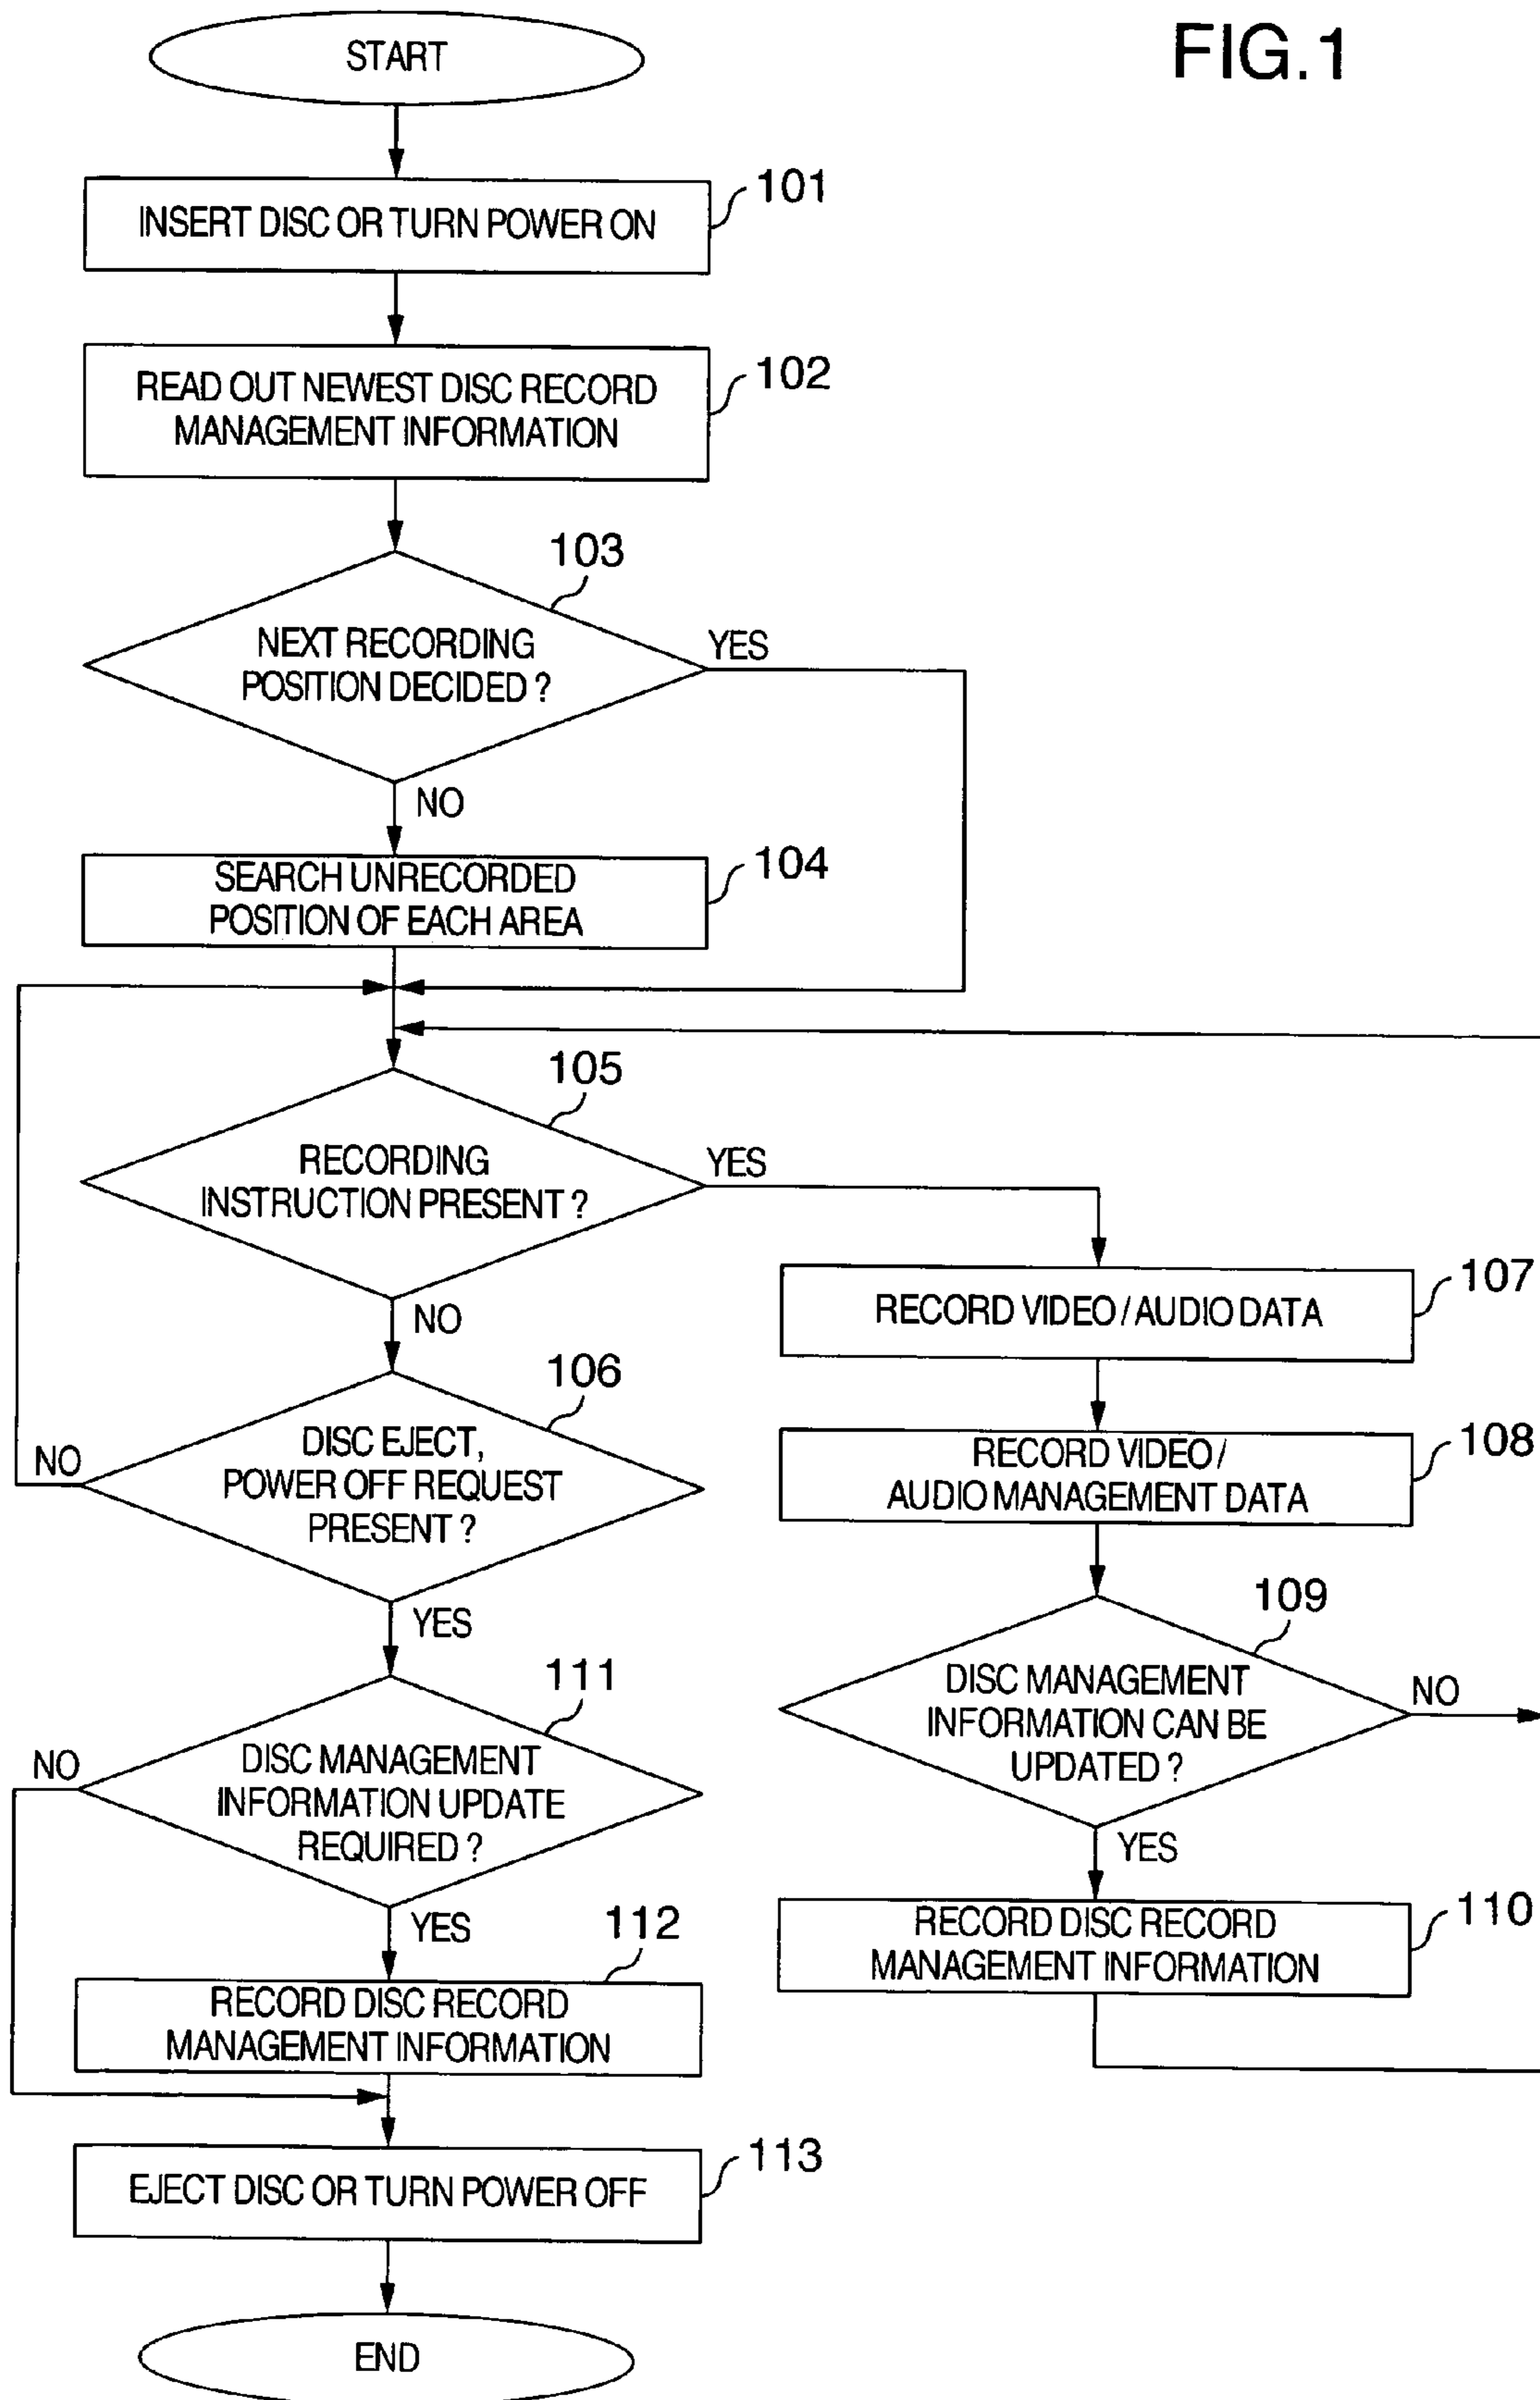 FIG.1
START
INSERT DISC OR TURN POWER ON
101
READ OUT NEWEST DISC RECORD
MANAGEMENT INFORMATION
102
103
NEXT RECORDING
POSITION DECIDED ?
YES
NO
SEARCH UNRECORDED
POSITION OF EACH AREA
104
105
RECORDING
INSTRUCTION PRESENT ?
YES
NO
106
DISC EJECT,
POWER OFF REQUEST
PRESENT ?
NO
YES
RECORD VIDEO / AUDIO DATA
107
RECORD VIDEO /
AUDIO MANAGEMENT DATA
108
109
DISC MANAGEMENT
INFORMATION CAN BE
UPDATED ?
NO
YES
RECORD DISC RECORD
MANAGEMENT INFORMATION
110
111
DISC MANAGEMENT
INFORMATION UPDATE
REQUIRED ?
NO
YES
112
RECORD DISC RECORD
MANAGEMENT INFORMATION
EJECT DISC OR TURN POWER OFF
113
END